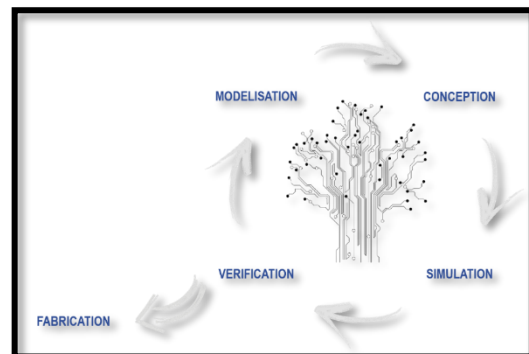 MODELISATION
CONCEPTION
VERIFICATION
SIMULATION
FABRICATION